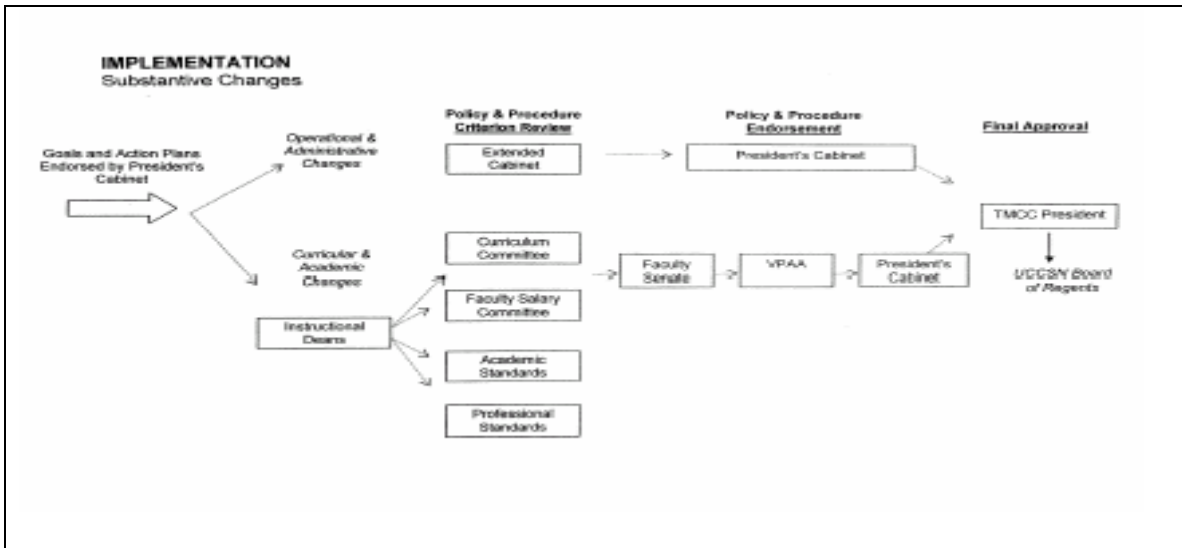 IMPLEMENTATION
Substantive Changes
Goals and Action Plans
Endorsed by President's
Cabinet
Operational &
Administrative
Changes
Curricular &
Academic
Changes
Instructional
Deans
Policy & Procedure
Criterion Review
Extended
Cabinet
Curriculum
Committee
Faculty Salary
Committee
Academic
Standards
Professional
Standards
Policy & Procedure
Endorsement
President's Cabinet
Faculty
Senate
VPAA
President's
Cabinet
Final Approval
TMCC President
UCCSN Board
of Regents